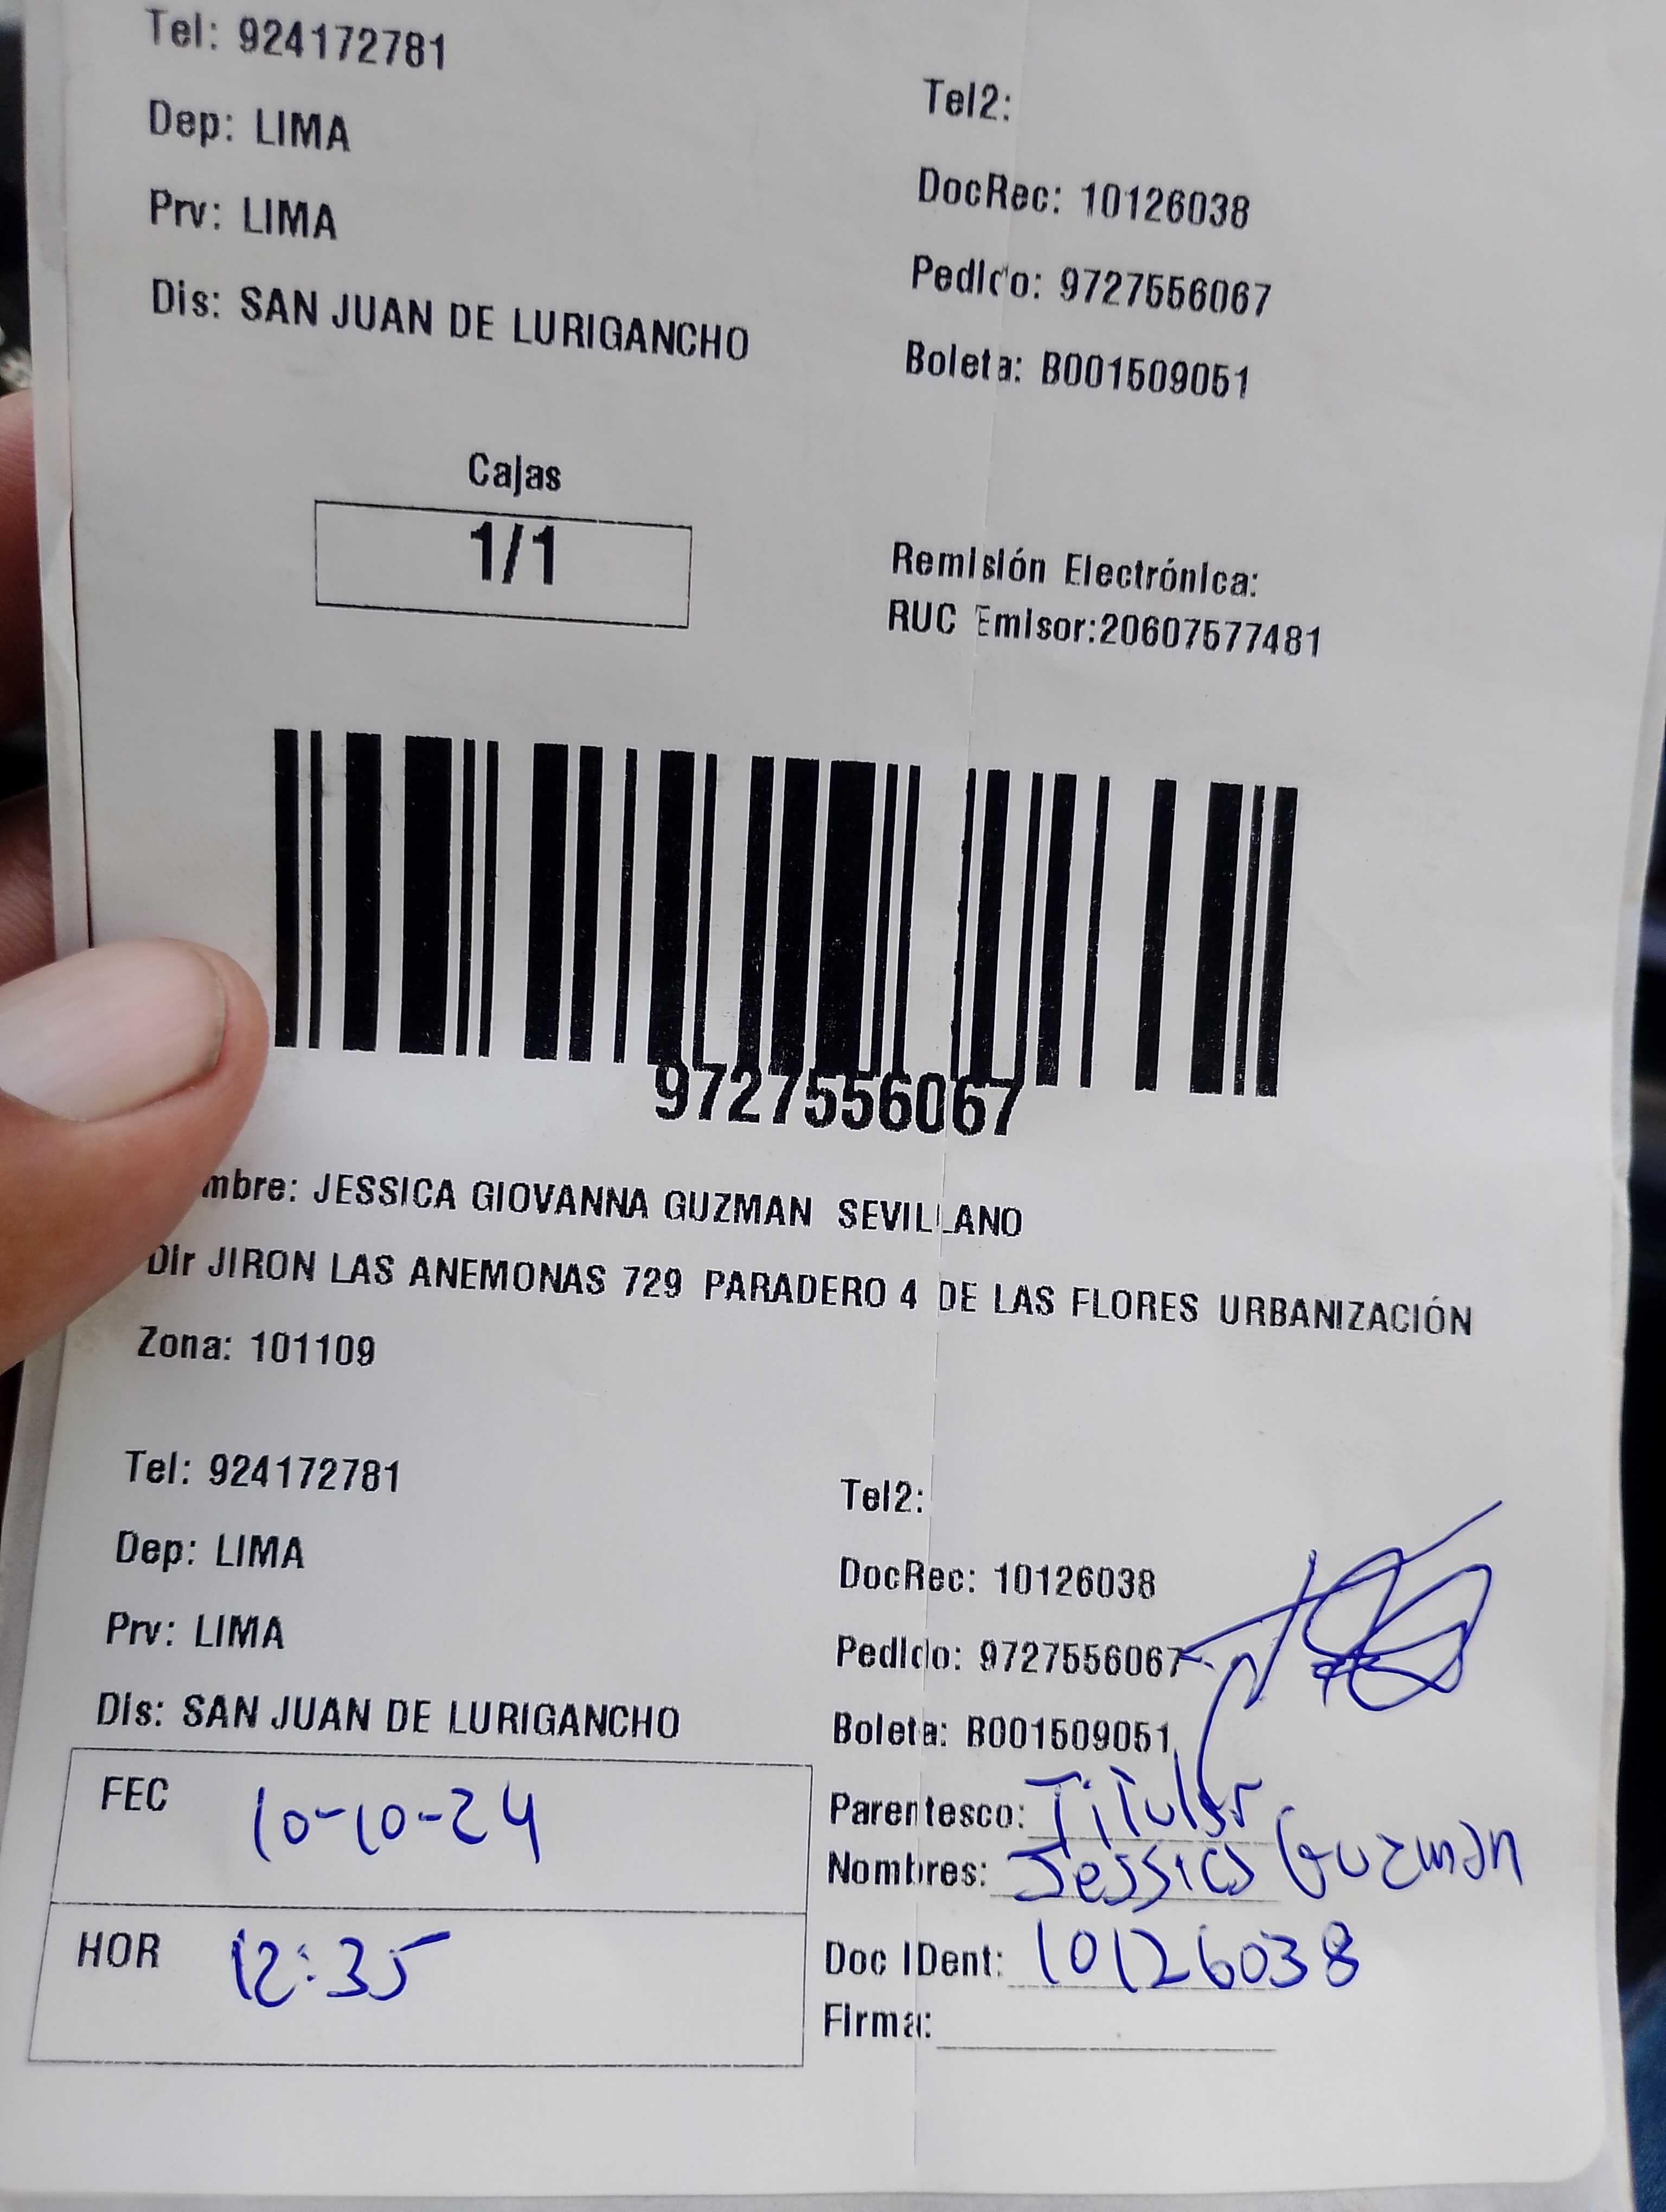 Tel: 924172781
Tel2:
Dep: LIMA
DocRec: 10126038
Prv: LIMA
Pedido: 9727556067
Dis: SAN JUAN DE LURIGANCHO
Boleta: B001509051
Cajas
1/1
Remisión Electrónica:
RUC Emisor:20607577481
9727556067
mbre: JESSICA GIOVANNA GUZMAN SEVILLANO
Dir JIRON LAS ANEMONAS 729 PARADERO 4 DE LAS FLORES URBANIZACIÓN
Zona: 101109
Tel: 924172781
Tel2:
Dep: LIMA
DocRec: 10126038
Prv: LIMA
Pedido: 9727556067
Dis: SAN JUAN DE LURIGANCHO
Boleta: B001509051
FEC 10-10-24
Parentesco: Titular
Nombres: Jessica Guzman
HOR 12:35
Doc IDent: 10126038
Firma: